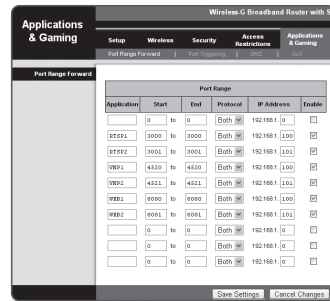 Wireless-G Broadband Router with S
Applications
& Gaming
Setup Wireless Security Access Restrictions Applications & Gaming
Port Range Forward | Port Triggering | DMZ | QoS
Port Range Forward
Port Range
Application Start End Protocol IP Address Enable
0 to 0 Both 192.168.1. 0
RTSP1 3000 to 3000 Both 192.168.1. 100
RTSP2 3001 to 3001 Both 192.168.1. 101
VNP1 4520 to 4520 Both 192.168.1. 100
VNP2 4521 to 4521 Both 192.168.1. 101
WEB1 8080 to 8080 Both 192.168.1. 100
WEB2 8081 to 8081 Both 192.168.1. 101
0 to 0 Both 192.168.1. 0
0 to 0 Both 192.168.1. 0
0 to 0 Both 192.168.1. 0
Save Settings Cancel Changes